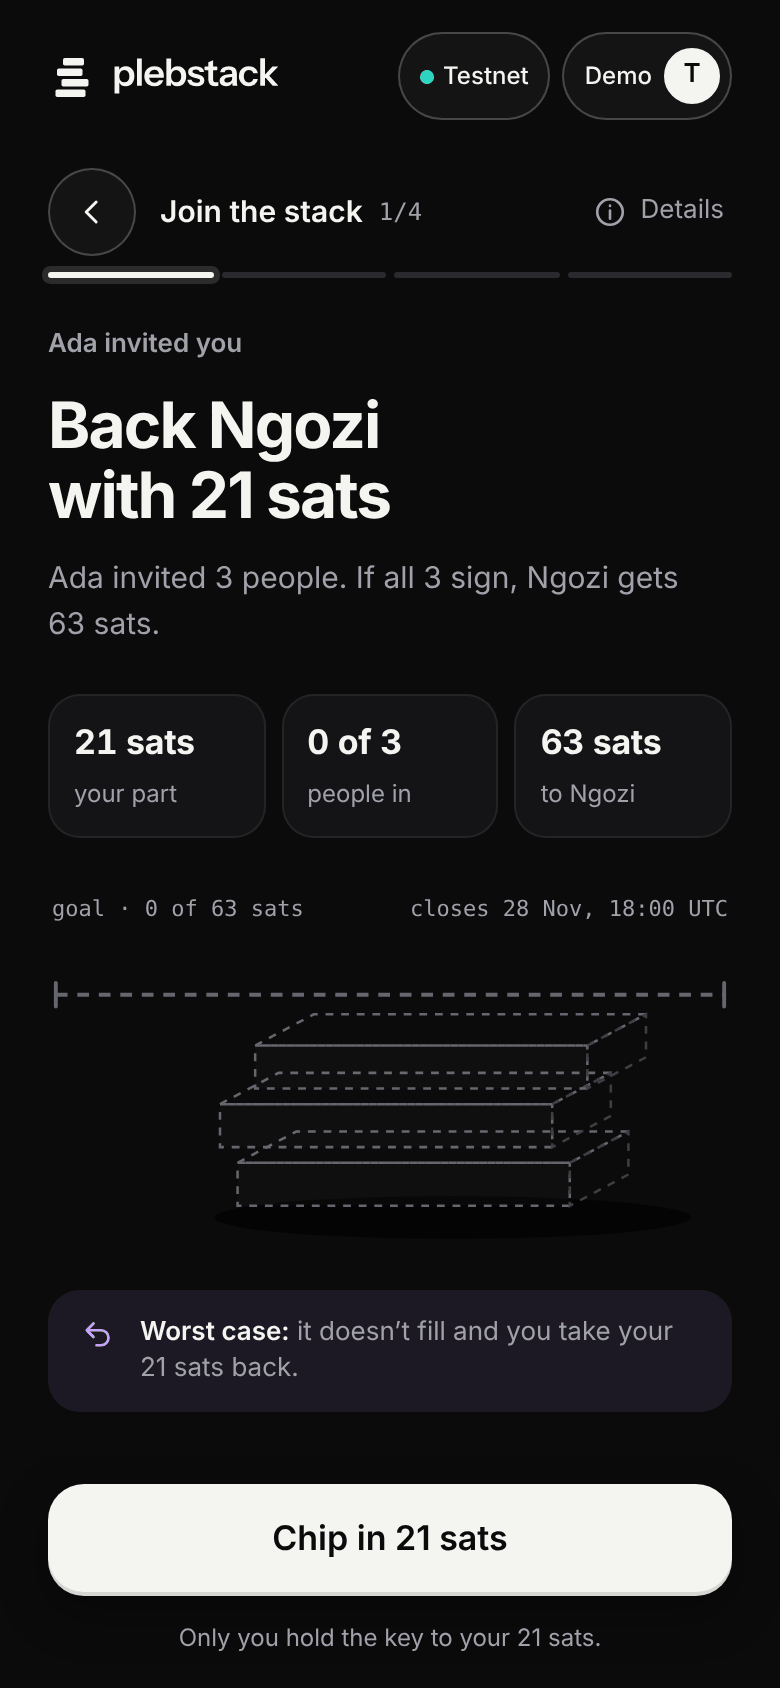 plebstack
Testnet
Demo
T
Join the stack 1/4
Details
Ada invited you
Back Ngozi
with 21 sats
Ada invited 3 people. If all 3 sign, Ngozi gets
63 sats.
21 sats
your part
0 of 3
people in
63 sats
to Ngozi
goal · 0 of 63 sats
closes 28 Nov, 18:00 UTC
Worst case: it doesn’t fill and you take your
21 sats back.
Chip in 21 sats
Only you hold the key to your 21 sats.